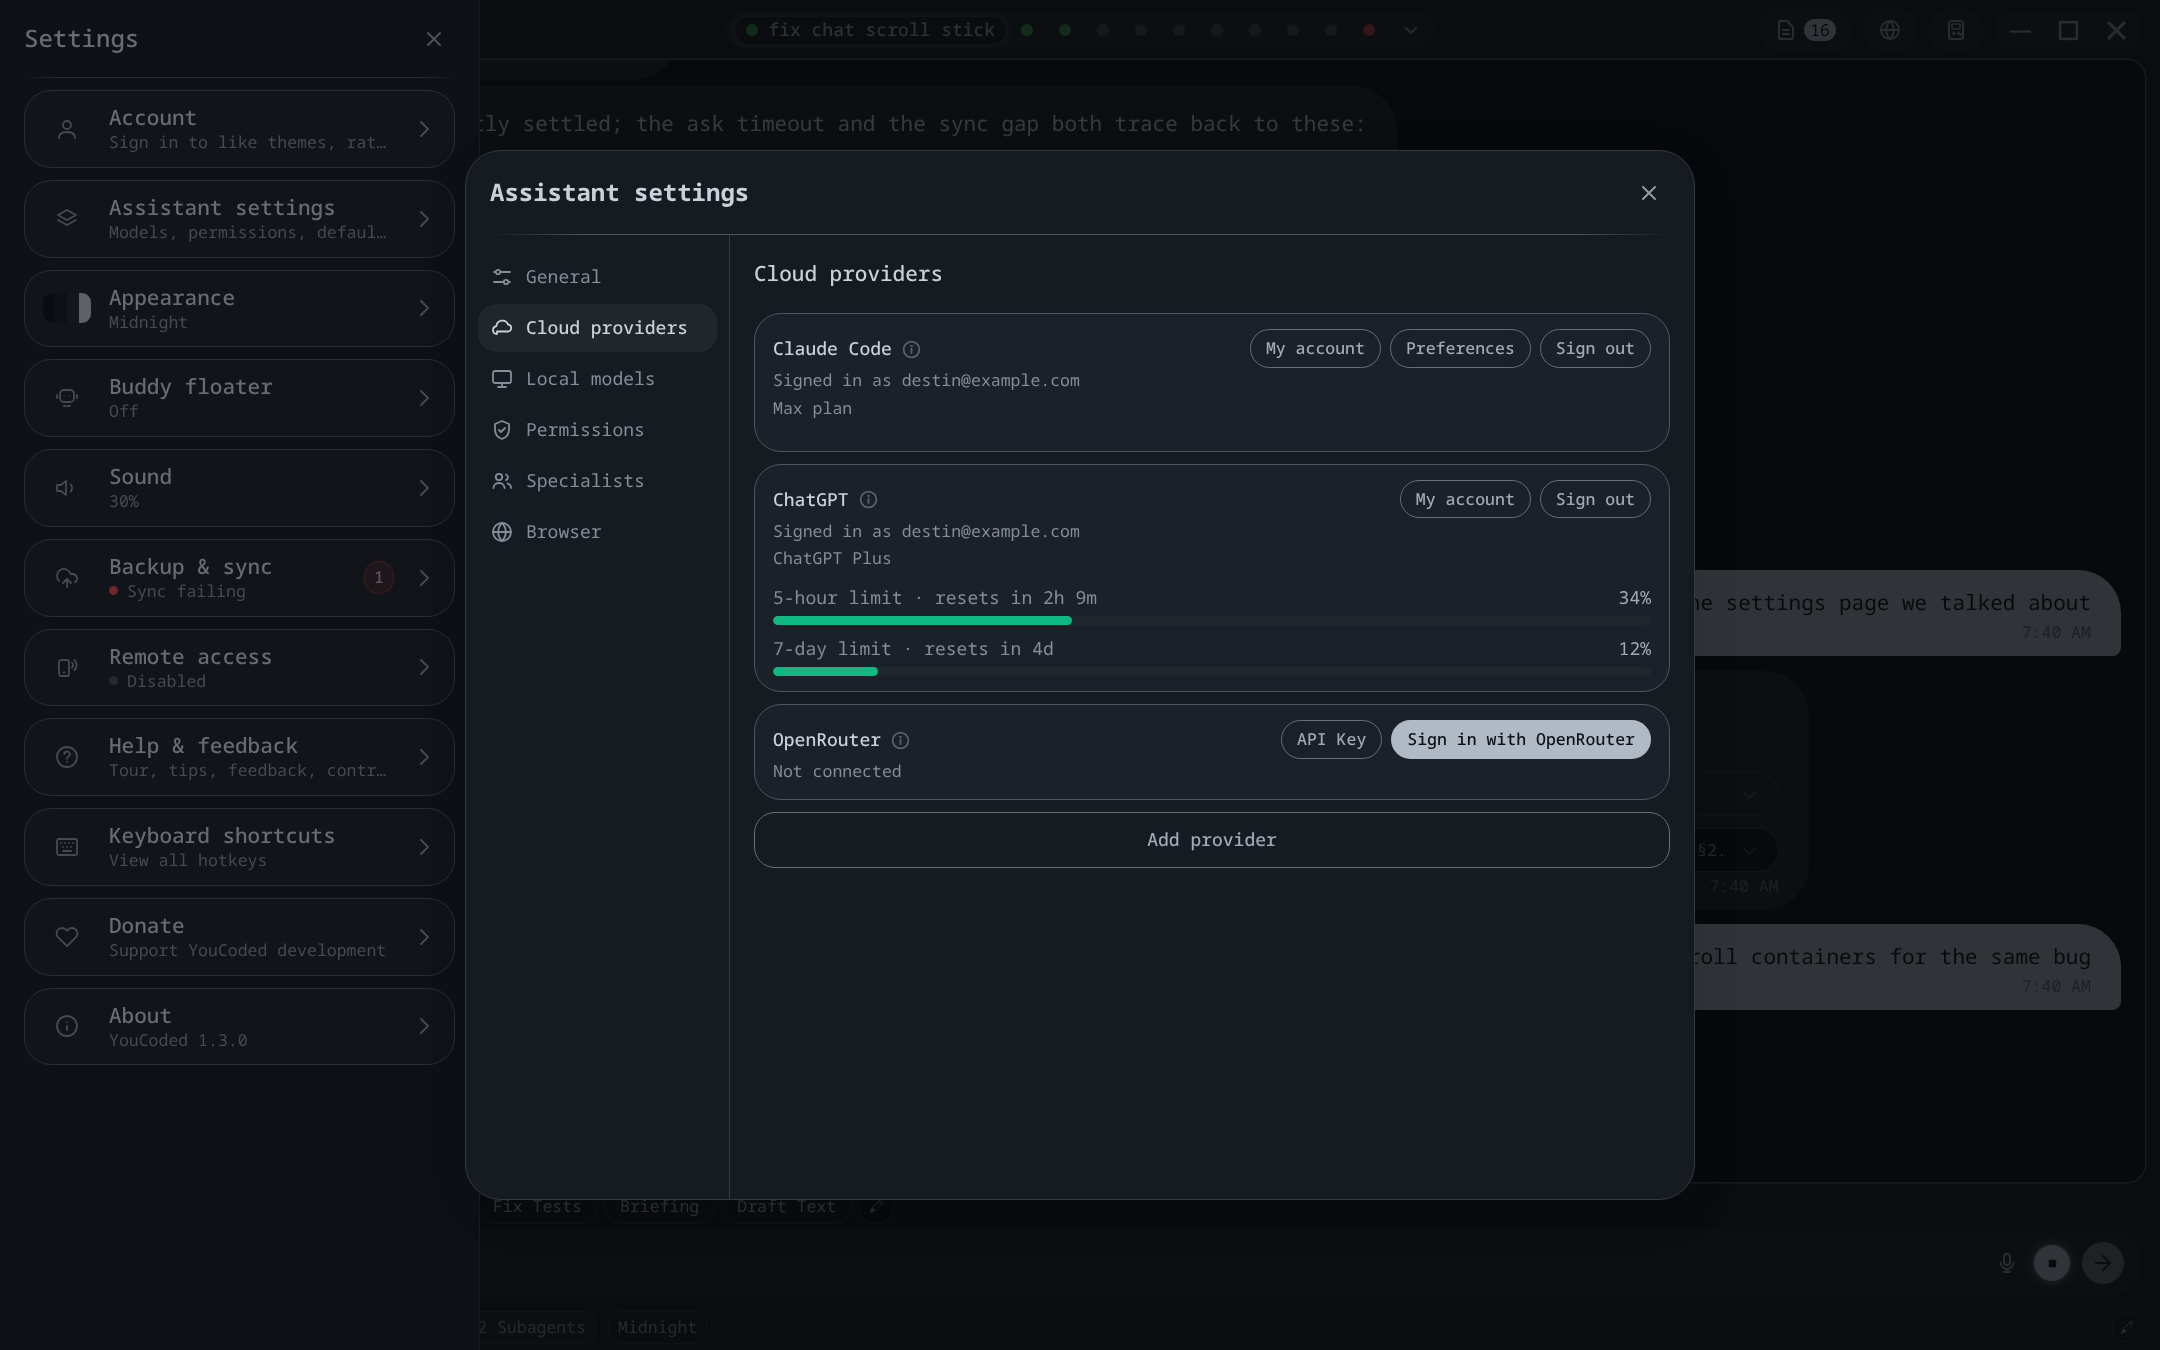 Settings
Account
Sign in to like themes, rat…
Assistant settings
Models, permissions, defaul…
Appearance
Midnight
Buddy floater
Off
Sound
30%
Backup & sync
Sync failing
1
Remote access
Disabled
Help & feedback
Tour, tips, feedback, contr…
Keyboard shortcuts
View all hotkeys
Donate
Support YouCoded development
About
YouCoded 1.3.0
fix chat scroll stick
16
tly settled; the ask timeout and the sync gap both trace back to these:
Assistant settings
General
Cloud providers
Local models
Permissions
Specialists
Browser
Cloud providers
Claude Code
My account
Preferences
Sign out
Signed in as destin@example.com
Max plan
ChatGPT
My account
Sign out
Signed in as destin@example.com
ChatGPT Plus
5-hour limit · resets in 2h 9m
34%
7-day limit · resets in 4d
12%
OpenRouter
API Key
Sign in with OpenRouter
Not connected
Add provider
he settings page we talked about
7:40 AM
§2.
7:40 AM
roll containers for the same bug
7:40 AM
Fix Tests
Briefing
Draft Text
2 Subagents
Midnight